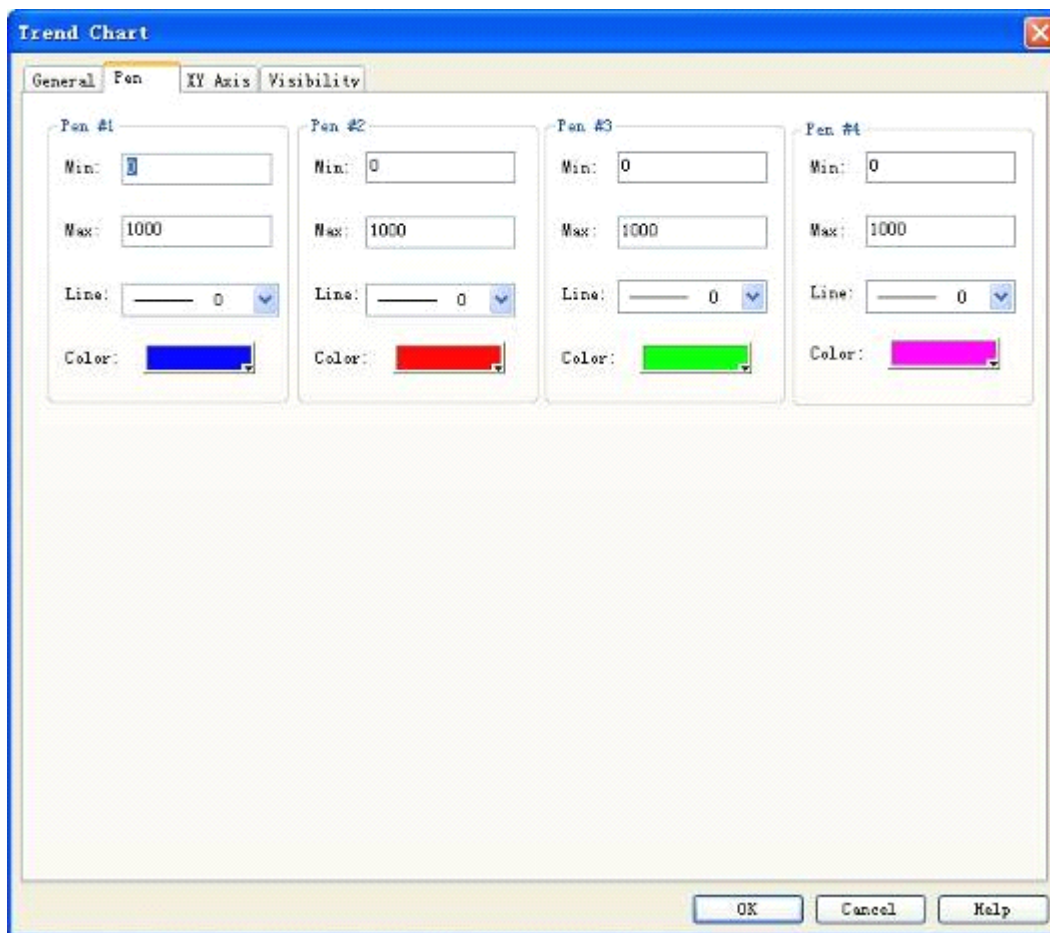 Trend Chart
General Pen XY Axis Visibility
Pen #1 Pen #2 Pen #3 Pen #4
Min: 0 Min: 0 Min: 0 Min: 0
Max: 1000 Max: 1000 Max: 1000 Max: 1000
Line: 0 Line: 0 Line: 0 Line: 0
Color: Color: Color: Color:
OK Cancel Help